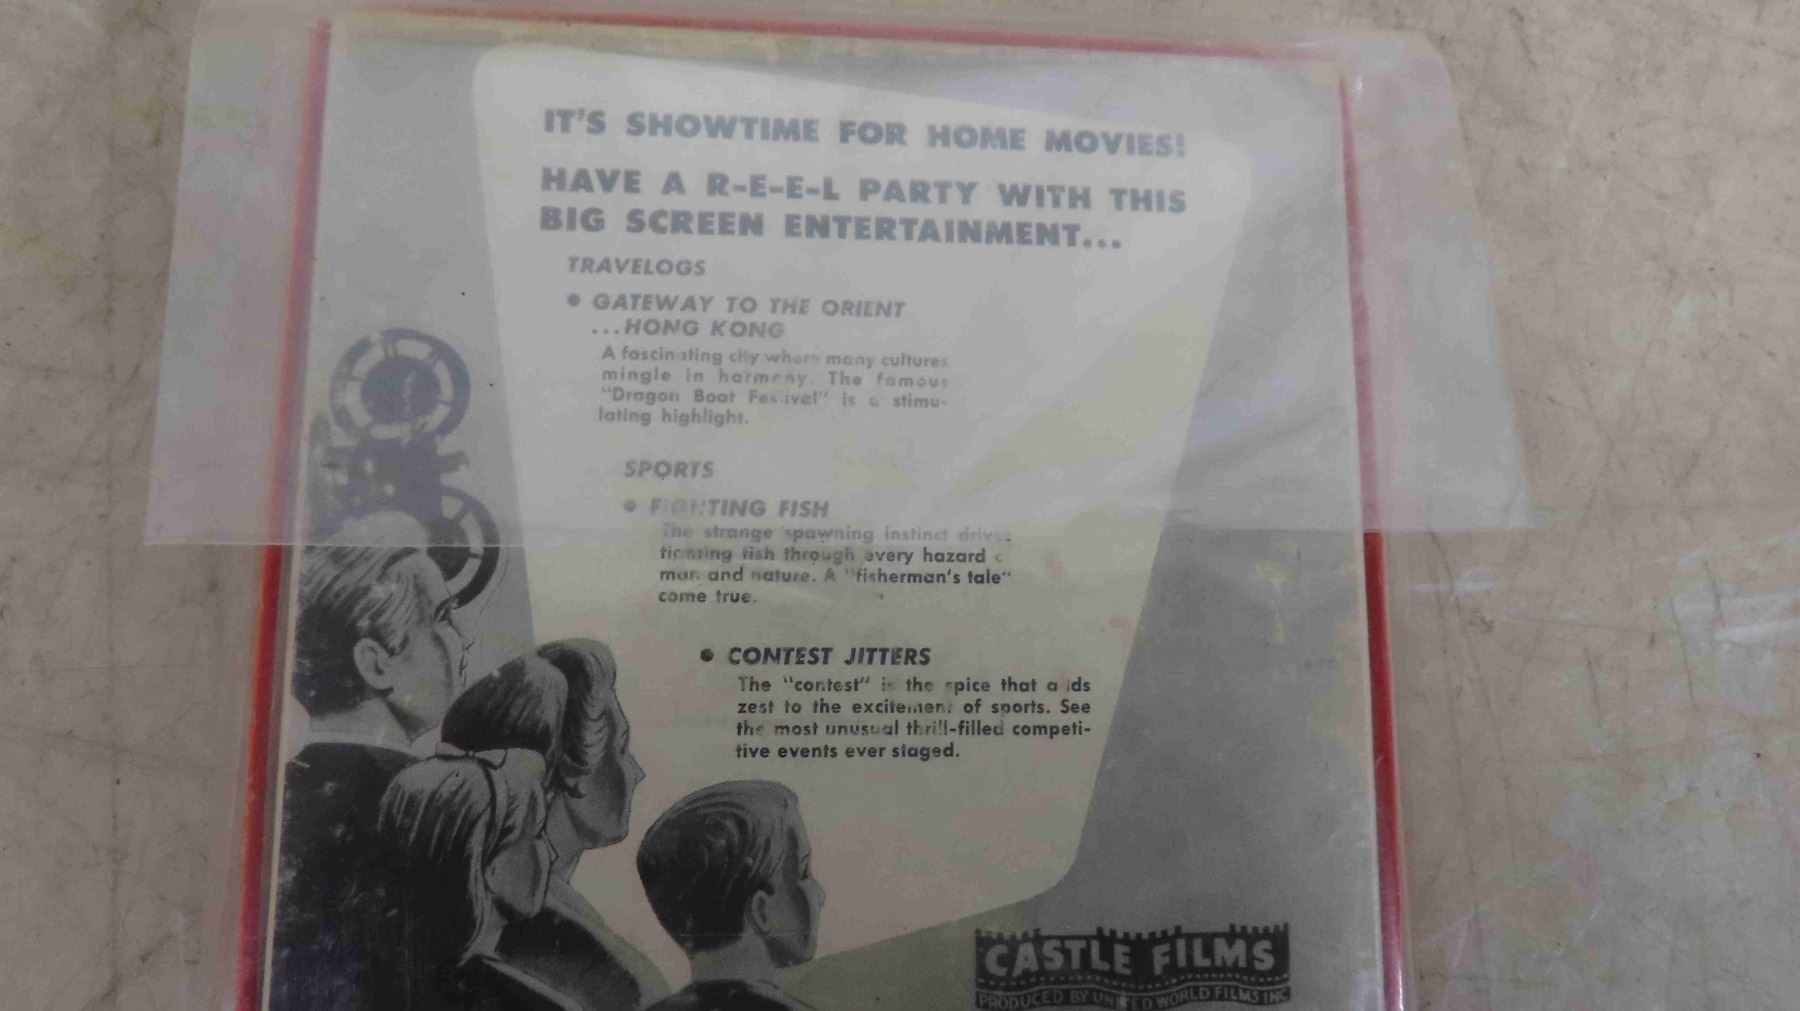 IT'S SHOWTIME FOR HOME MOVIES!
HAVE A R-E-E-L PARTY WITH THIS
BIG SCREEN ENTERTAINMENT...
TRAVELOGS
• GATEWAY TO THE ORIENT
...HONG KONG
A fascinating city where many cultures
mingle in harmony. The famous
"Dragon Boat Festival" is a stimu-
lating highlight.
SPORTS
• FIGHTING FISH
The strange spawning instinct drives
fighting fish through every hazard
man and nature. A "fisherman's tale"
come true.
• CONTEST JITTERS
The "contest" is the spice that adds
zest to the excitement of sports. See
the most unusual thrill-filled competi-
tive events ever staged.
CASTLE FILMS
PRODUCED BY UNITED WORLD FILMS INC